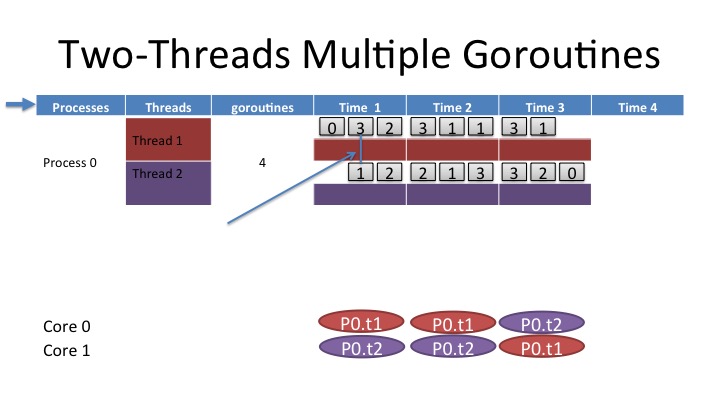 Two-Threads Multiple Goroutines
Processes Threads goroutines Time 1 Time 2 Time 3 Time 4
0 3 2 3 1 1 3 1
Thread 1
Process 0 4
Thread 2 1 2 2 1 3 3 2 0
Core 0 P0.t1 P0.t1 P0.t2
Core 1 P0.t2 P0.t2 P0.t1